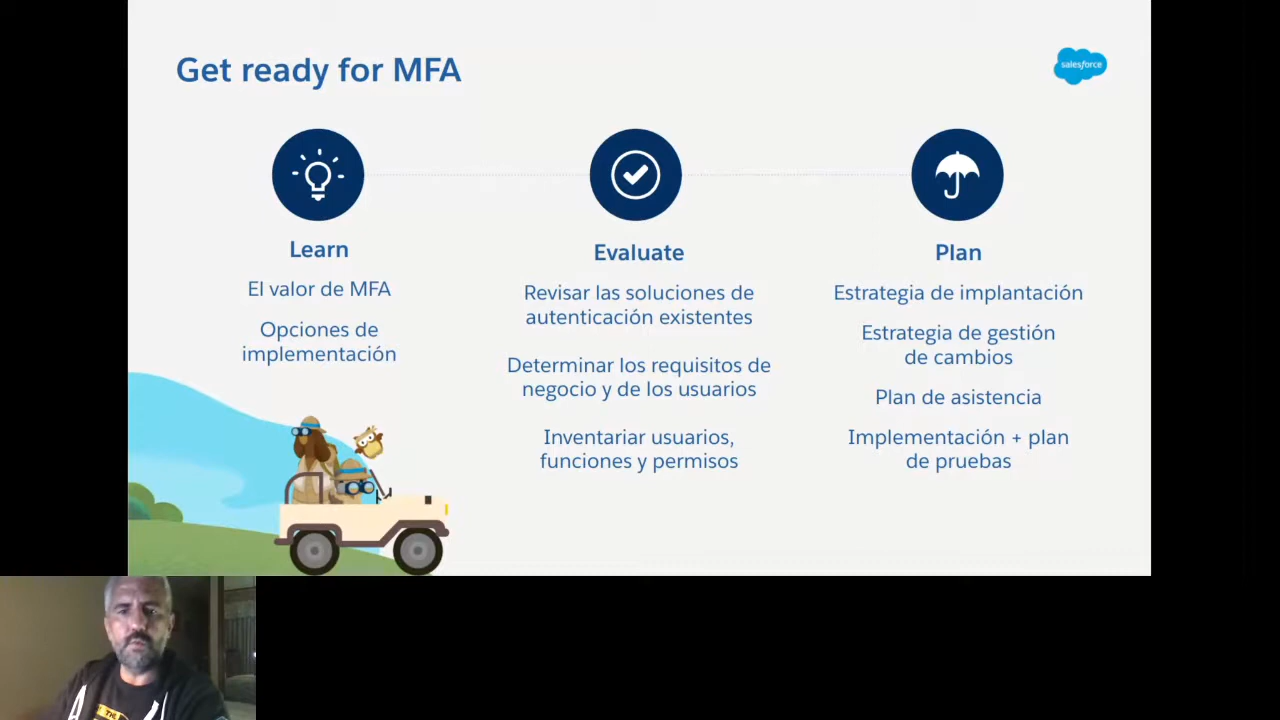 Get ready for MFA
salesforce
Learn
El valor de MFA
Opciones de
implementación
Evaluate
Revisar las soluciones de
autenticación existentes
Determinar los requisitos de
negocio y de los usuarios
Inventariar usuarios,
funciones y permisos
Plan
Estrategia de implantación
Estrategia de gestión
de cambios
Plan de asistencia
Implementación + plan
de pruebas